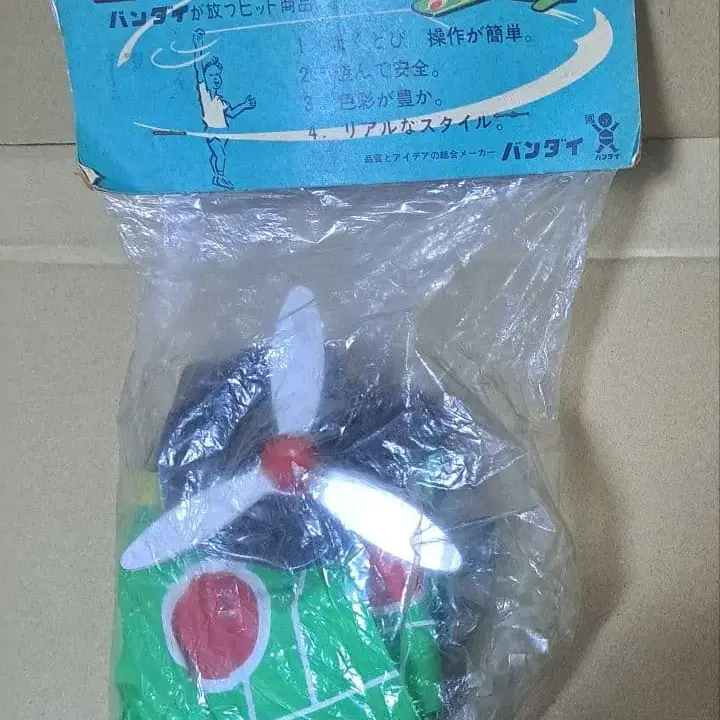 バンダイが放つヒット商品
1. よくとび 操作が簡単。
2. 遊んで安全。
3. 色彩が豊か。
4. リアルなスタイル。
品質とアイデアの総合メーカー バンダイ
バンダイ